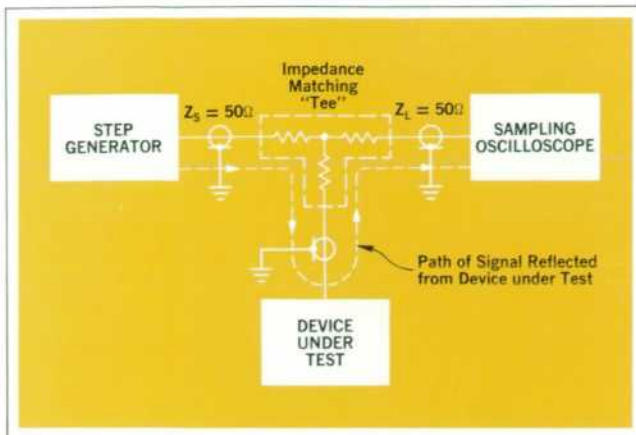 Impedance
Matching
"Tee"
Z_S = 50Ω
Z_L = 50Ω
STEP
GENERATOR
SAMPLING
OSCILLOSCOPE
Path of Signal Reflected
from Device under Test
DEVICE
UNDER
TEST